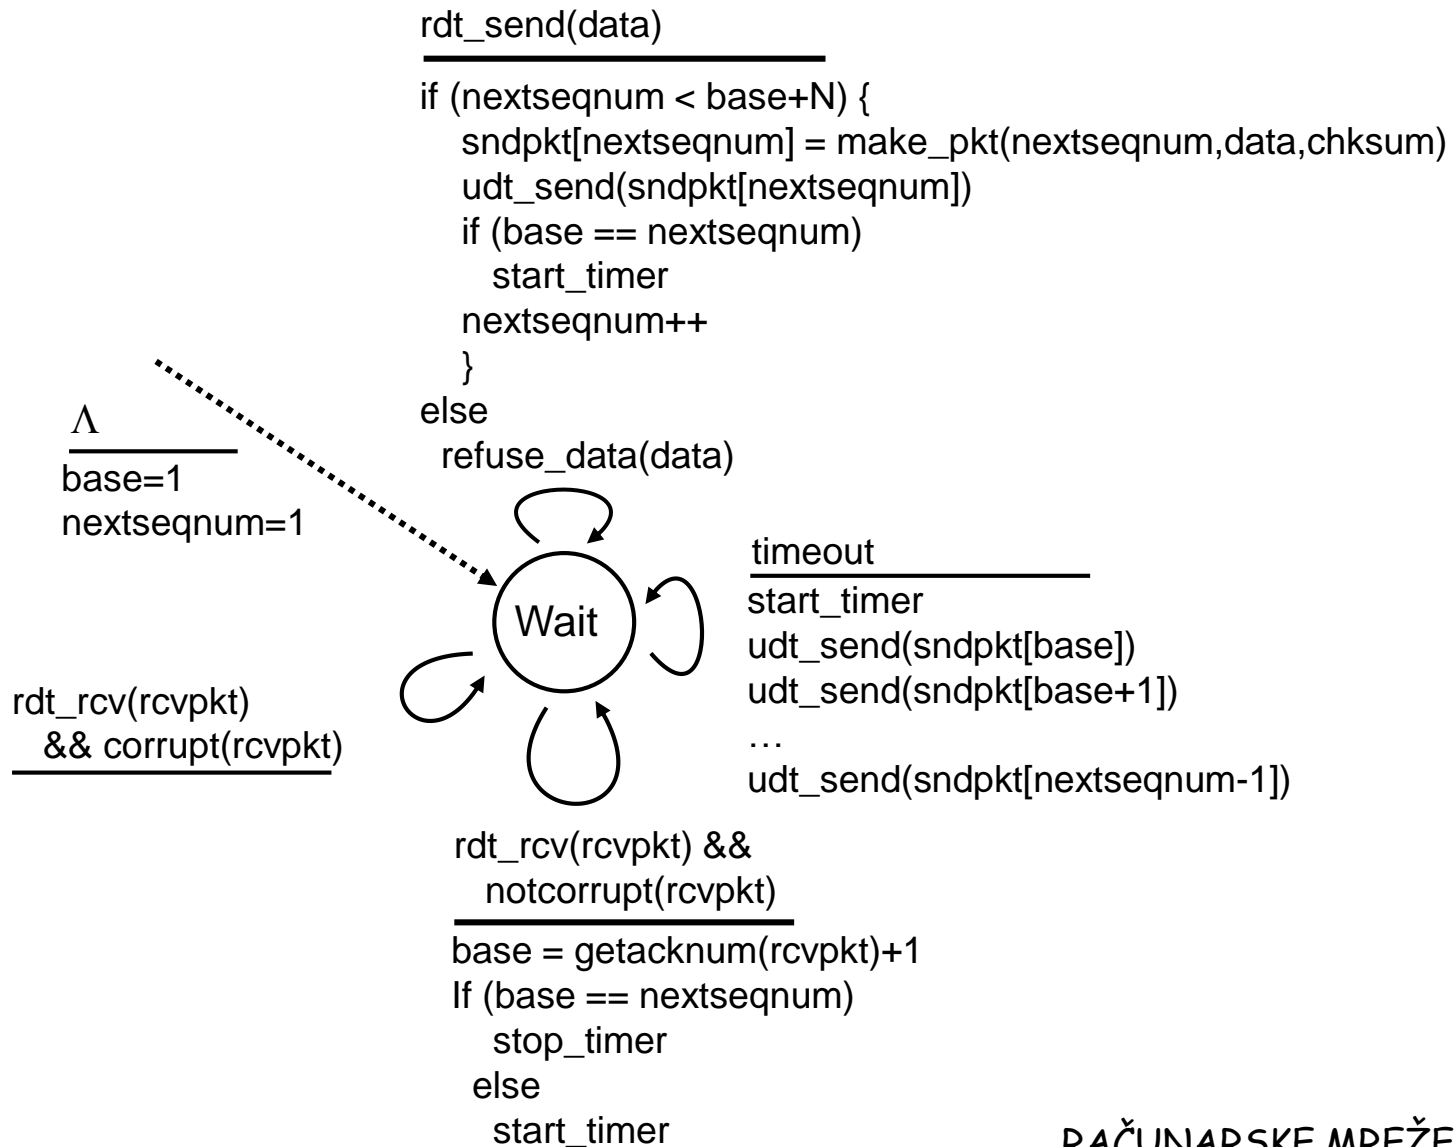 rdt_send(data)
if (nextseqnum < base+N) {
sndpkt[nextseqnum] = make_pkt(nextseqnum,data,chksum)
udt_send(sndpkt[nextseqnum])
if (base == nextseqnum)
start_timer
nextseqnum++
}
else
refuse_data(data)
Λ
base=1
nextseqnum=1
Wait
timeout
start_timer
udt_send(sndpkt[base])
udt_send(sndpkt[base+1])
…
udt_send(sndpkt[nextseqnum-1])
rdt_rcv(rcvpkt)
&& corrupt(rcvpkt)
rdt_rcv(rcvpkt) &&
notcorrupt(rcvpkt)
base = getacknum(rcvpkt)+1
If (base == nextseqnum)
stop_timer
else
start_timer
RAČUNARSKE MREŽE